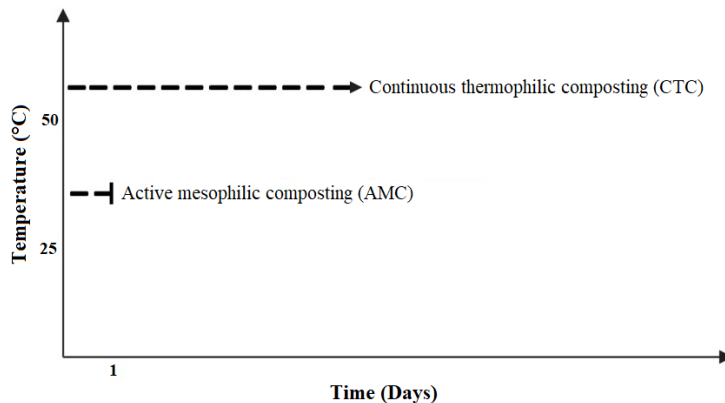 Continuous thermophilic composting (CTC)
50
Active mesophilic composting (AMC)
25
Temperature (°C)
1
Time (Days)